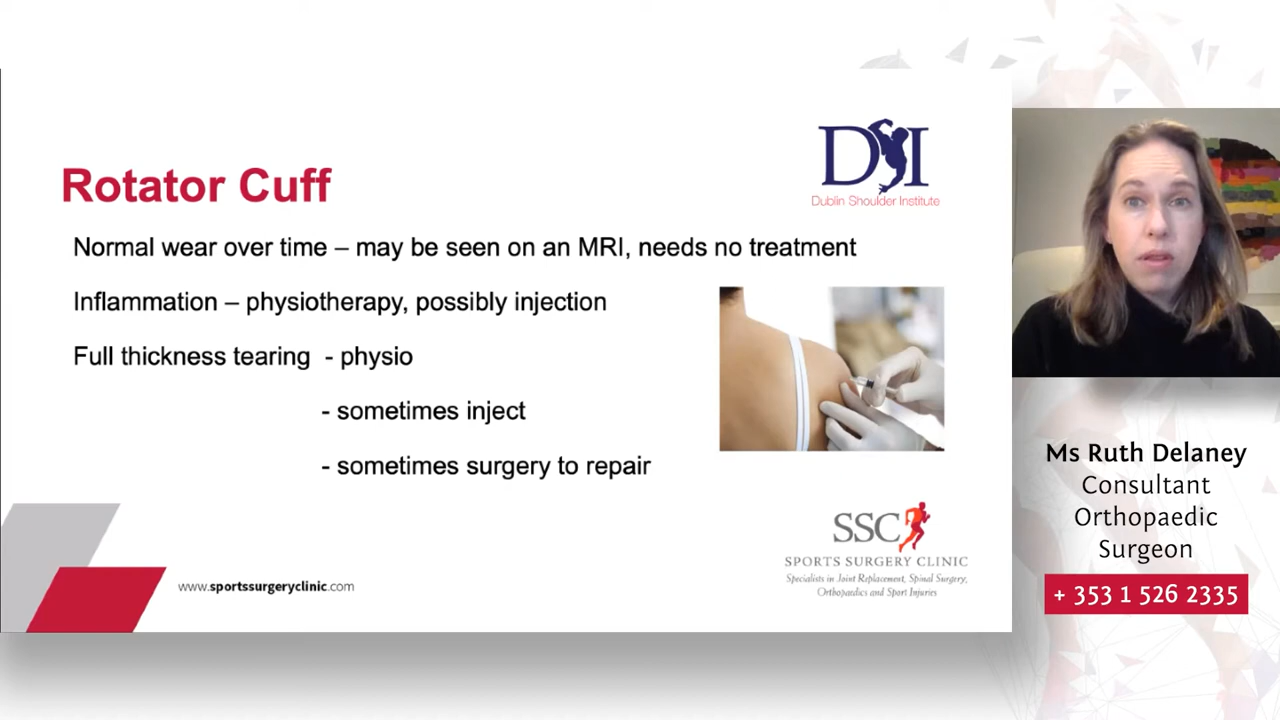 DSI
Dublin Shoulder Institute
Rotator Cuff
Normal wear over time – may be seen on an MRI, needs no treatment
Inflammation – physiotherapy, possibly injection
Full thickness tearing - physio
- sometimes inject
- sometimes surgery to repair
www.sportssurgeryclinic.com
SSC
SPORTS SURGERY CLINIC
Specialists in Joint Replacement, Spinal Surgery,
Orthopaedics and Sport Injuries
Ms Ruth Delaney
Consultant
Orthopaedic
Surgeon
+ 353 1 526 2335